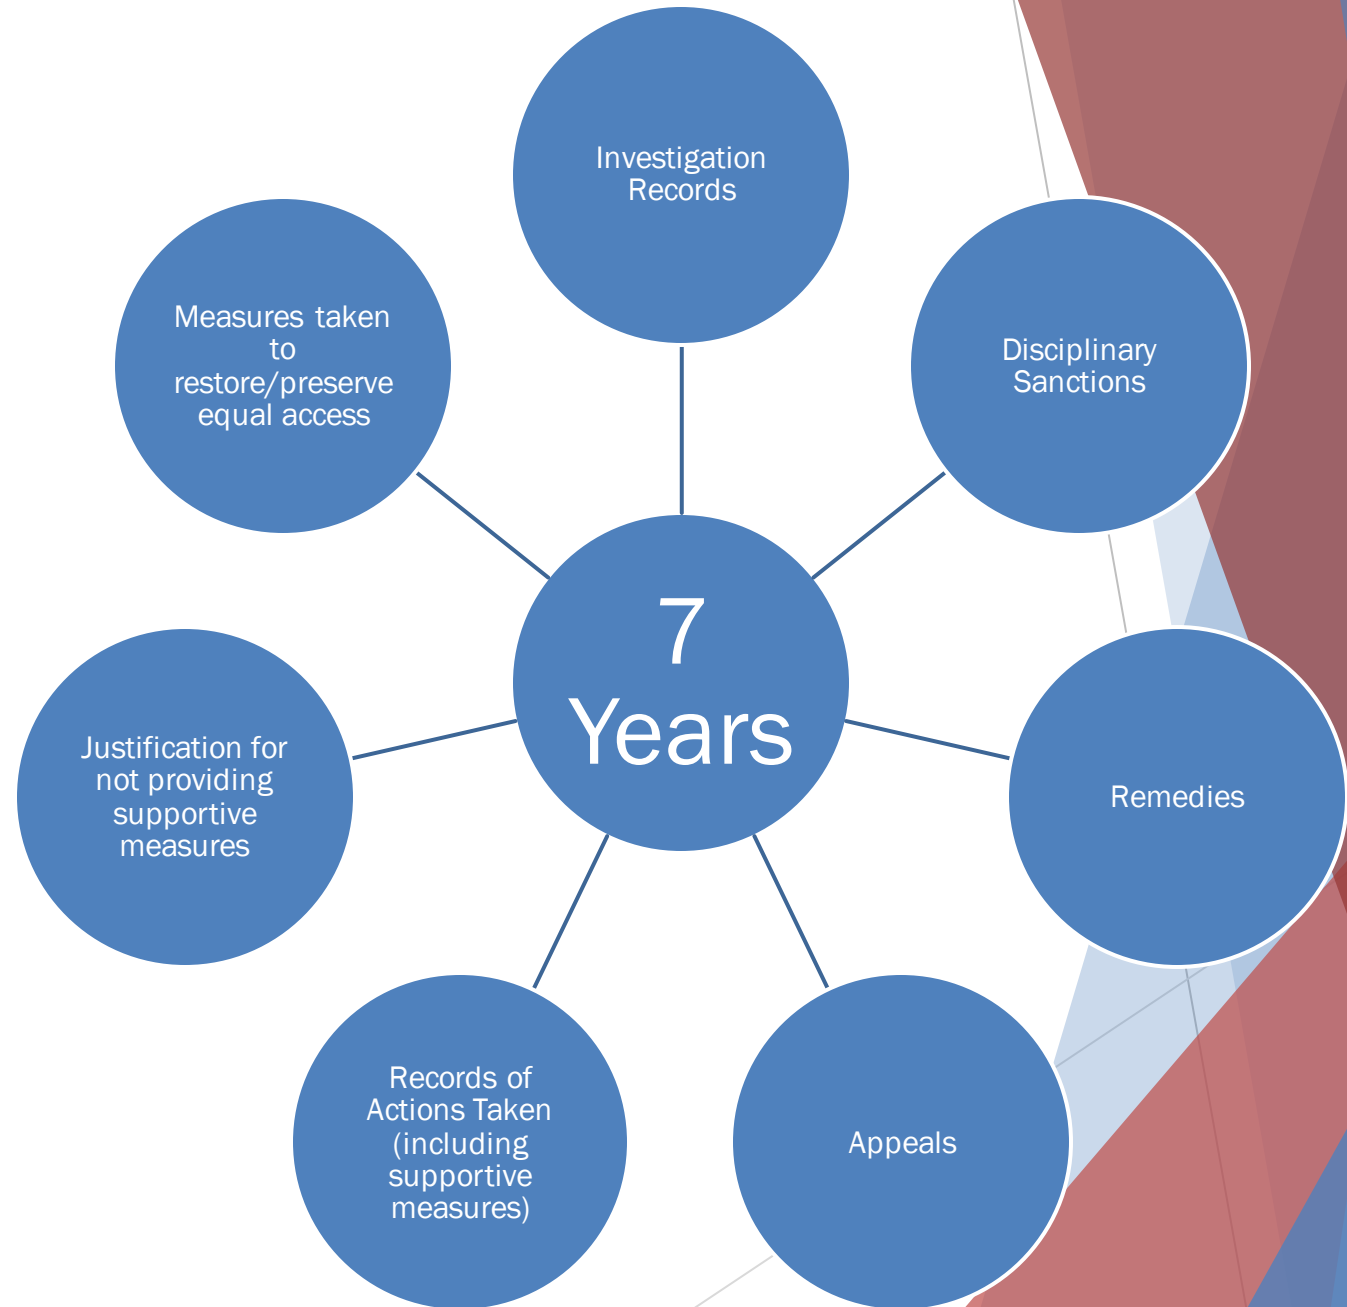 Investigation
Records
Disciplinary
Sanctions
Remedies
Appeals
Records of
Actions Taken
(including
supportive
measures)
Justification for
not providing
supportive
measures
Measures taken
to
restore/preserve
equal access
7
Years